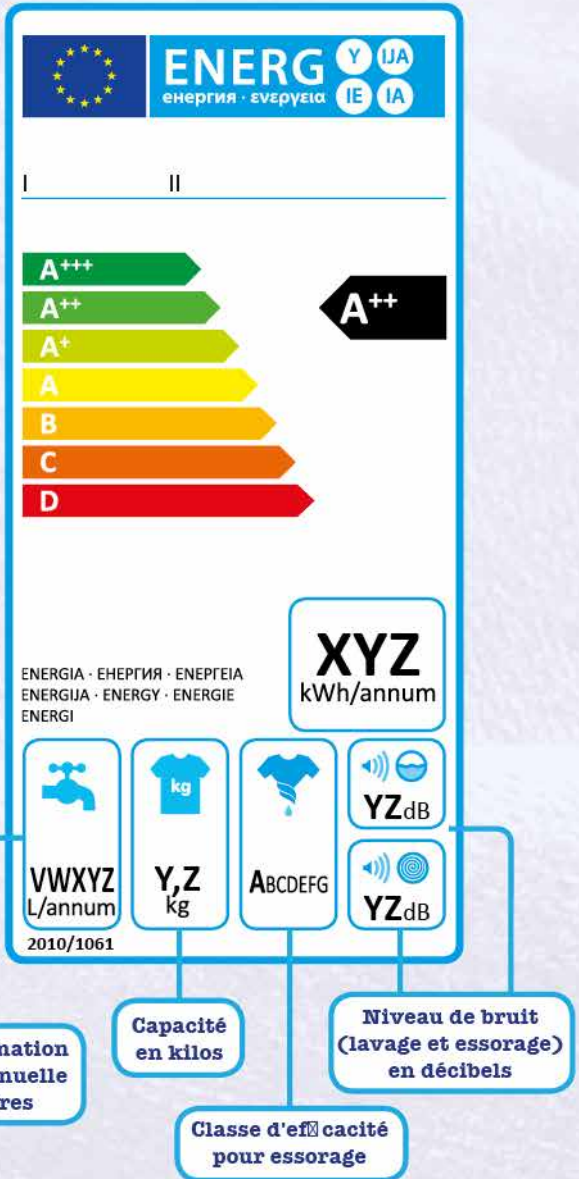 ENERG Y IJA
енергия · ενεργεια IE IA
I II
A+++
A++ A++
A+
A
B
C
D
XYZ
kWh/annum
ENERGIA · ЕНЕРГИЯ · ΕΝΕΡΓΕΙΑ
ENERGIJA · ENERGY · ENERGIE
ENERGI
kg
VWXYZ
L/annum
Y,Z
kg
ABCDEFG
YZdB
YZdB
2010/1061
Capacité
en kilos
Niveau de bruit
(lavage et essorage)
en décibels
Classe d'ef cacité
pour essorage